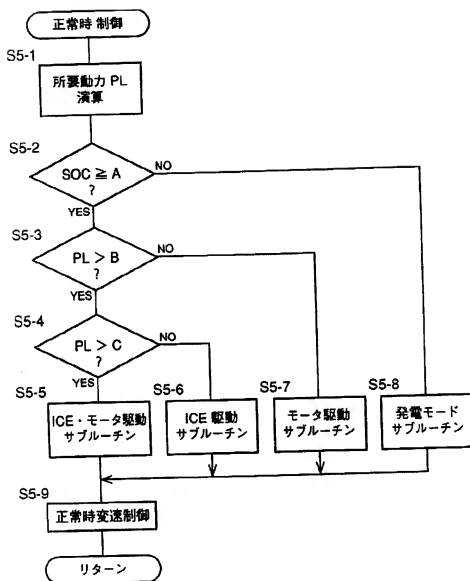 正常時 制御
S5-1
所要動力 PL
演算
S5-2
SOC ≧ A
?
NO
YES
S5-3
PL > B
?
NO
YES
S5-4
PL > C
?
NO
YES
S5-5
S5-6
S5-7
S5-8
ICE・モータ駆動
サブルーチン
ICE 駆動
サブルーチン
モータ駆動
サブルーチン
発電モード
サブルーチン
S5-9
正常時変速制御
リターン